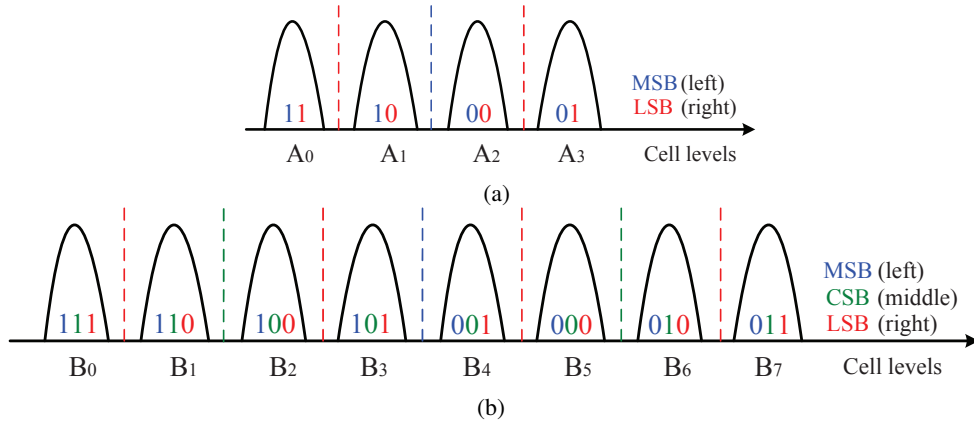 11 10 00 01
MSB (left)
LSB (right)
A0 A1 A2 A3 Cell levels
(a)
111 110 100 101 001 000 010 011
MSB (left)
CSB (middle)
LSB (right)
B0 B1 B2 B3 B4 B5 B6 B7 Cell levels
(b)